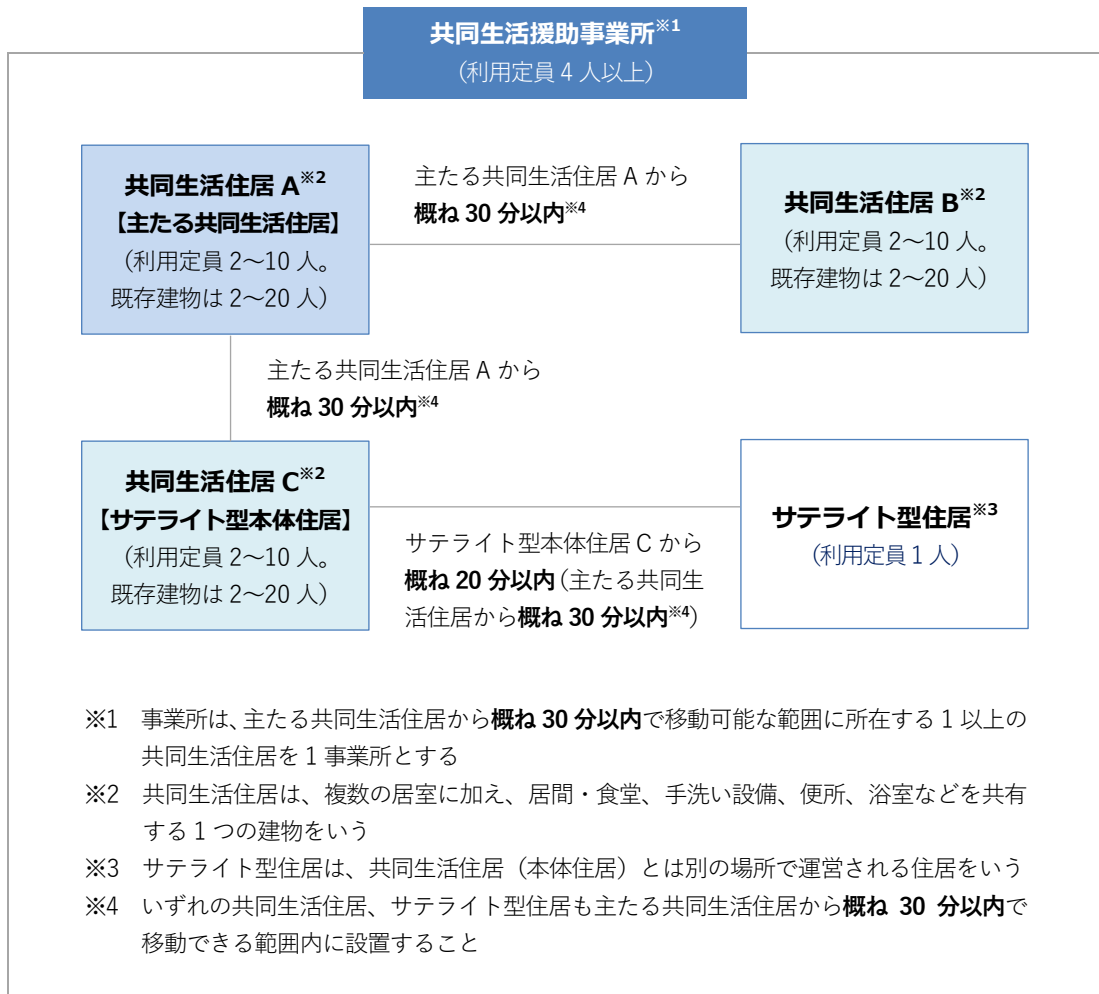 共同生活援助事業所※1
（利用定員 4 人以上）
共同生活住居 A※2
【主たる共同生活住居】
（利用定員 2～10 人。
既存建物は 2～20 人）
主たる共同生活住居 A から
概ね 30 分以内※4
共同生活住居 B※2
（利用定員 2～10 人。
既存建物は 2～20 人）
主たる共同生活住居 A から
概ね 30 分以内※4
共同生活住居 C※2
【サテライト型本体住居】
（利用定員 2～10 人。
既存建物は 2～20 人）
サテライト型本体住居 C から
概ね 20 分以内（主たる共同生
活住居から概ね 30 分以内※4）
サテライト型住居※3
（利用定員 1 人）
※1　事業所は、主たる共同生活住居から概ね 30 分以内で移動可能な範囲に所在する 1 以上の
共同生活住居を 1 事業所とする
※2　共同生活住居は、複数の居室に加え、居間・食堂、手洗い設備、便所、浴室などを共有
する 1 つの建物をいう
※3　サテライト型住居は、共同生活住居（本体住居）とは別の場所で運営される住居をいう
※4　いずれの共同生活住居、サテライト型住居も主たる共同生活住居から概ね 30 分以内で
移動できる範囲内に設置すること